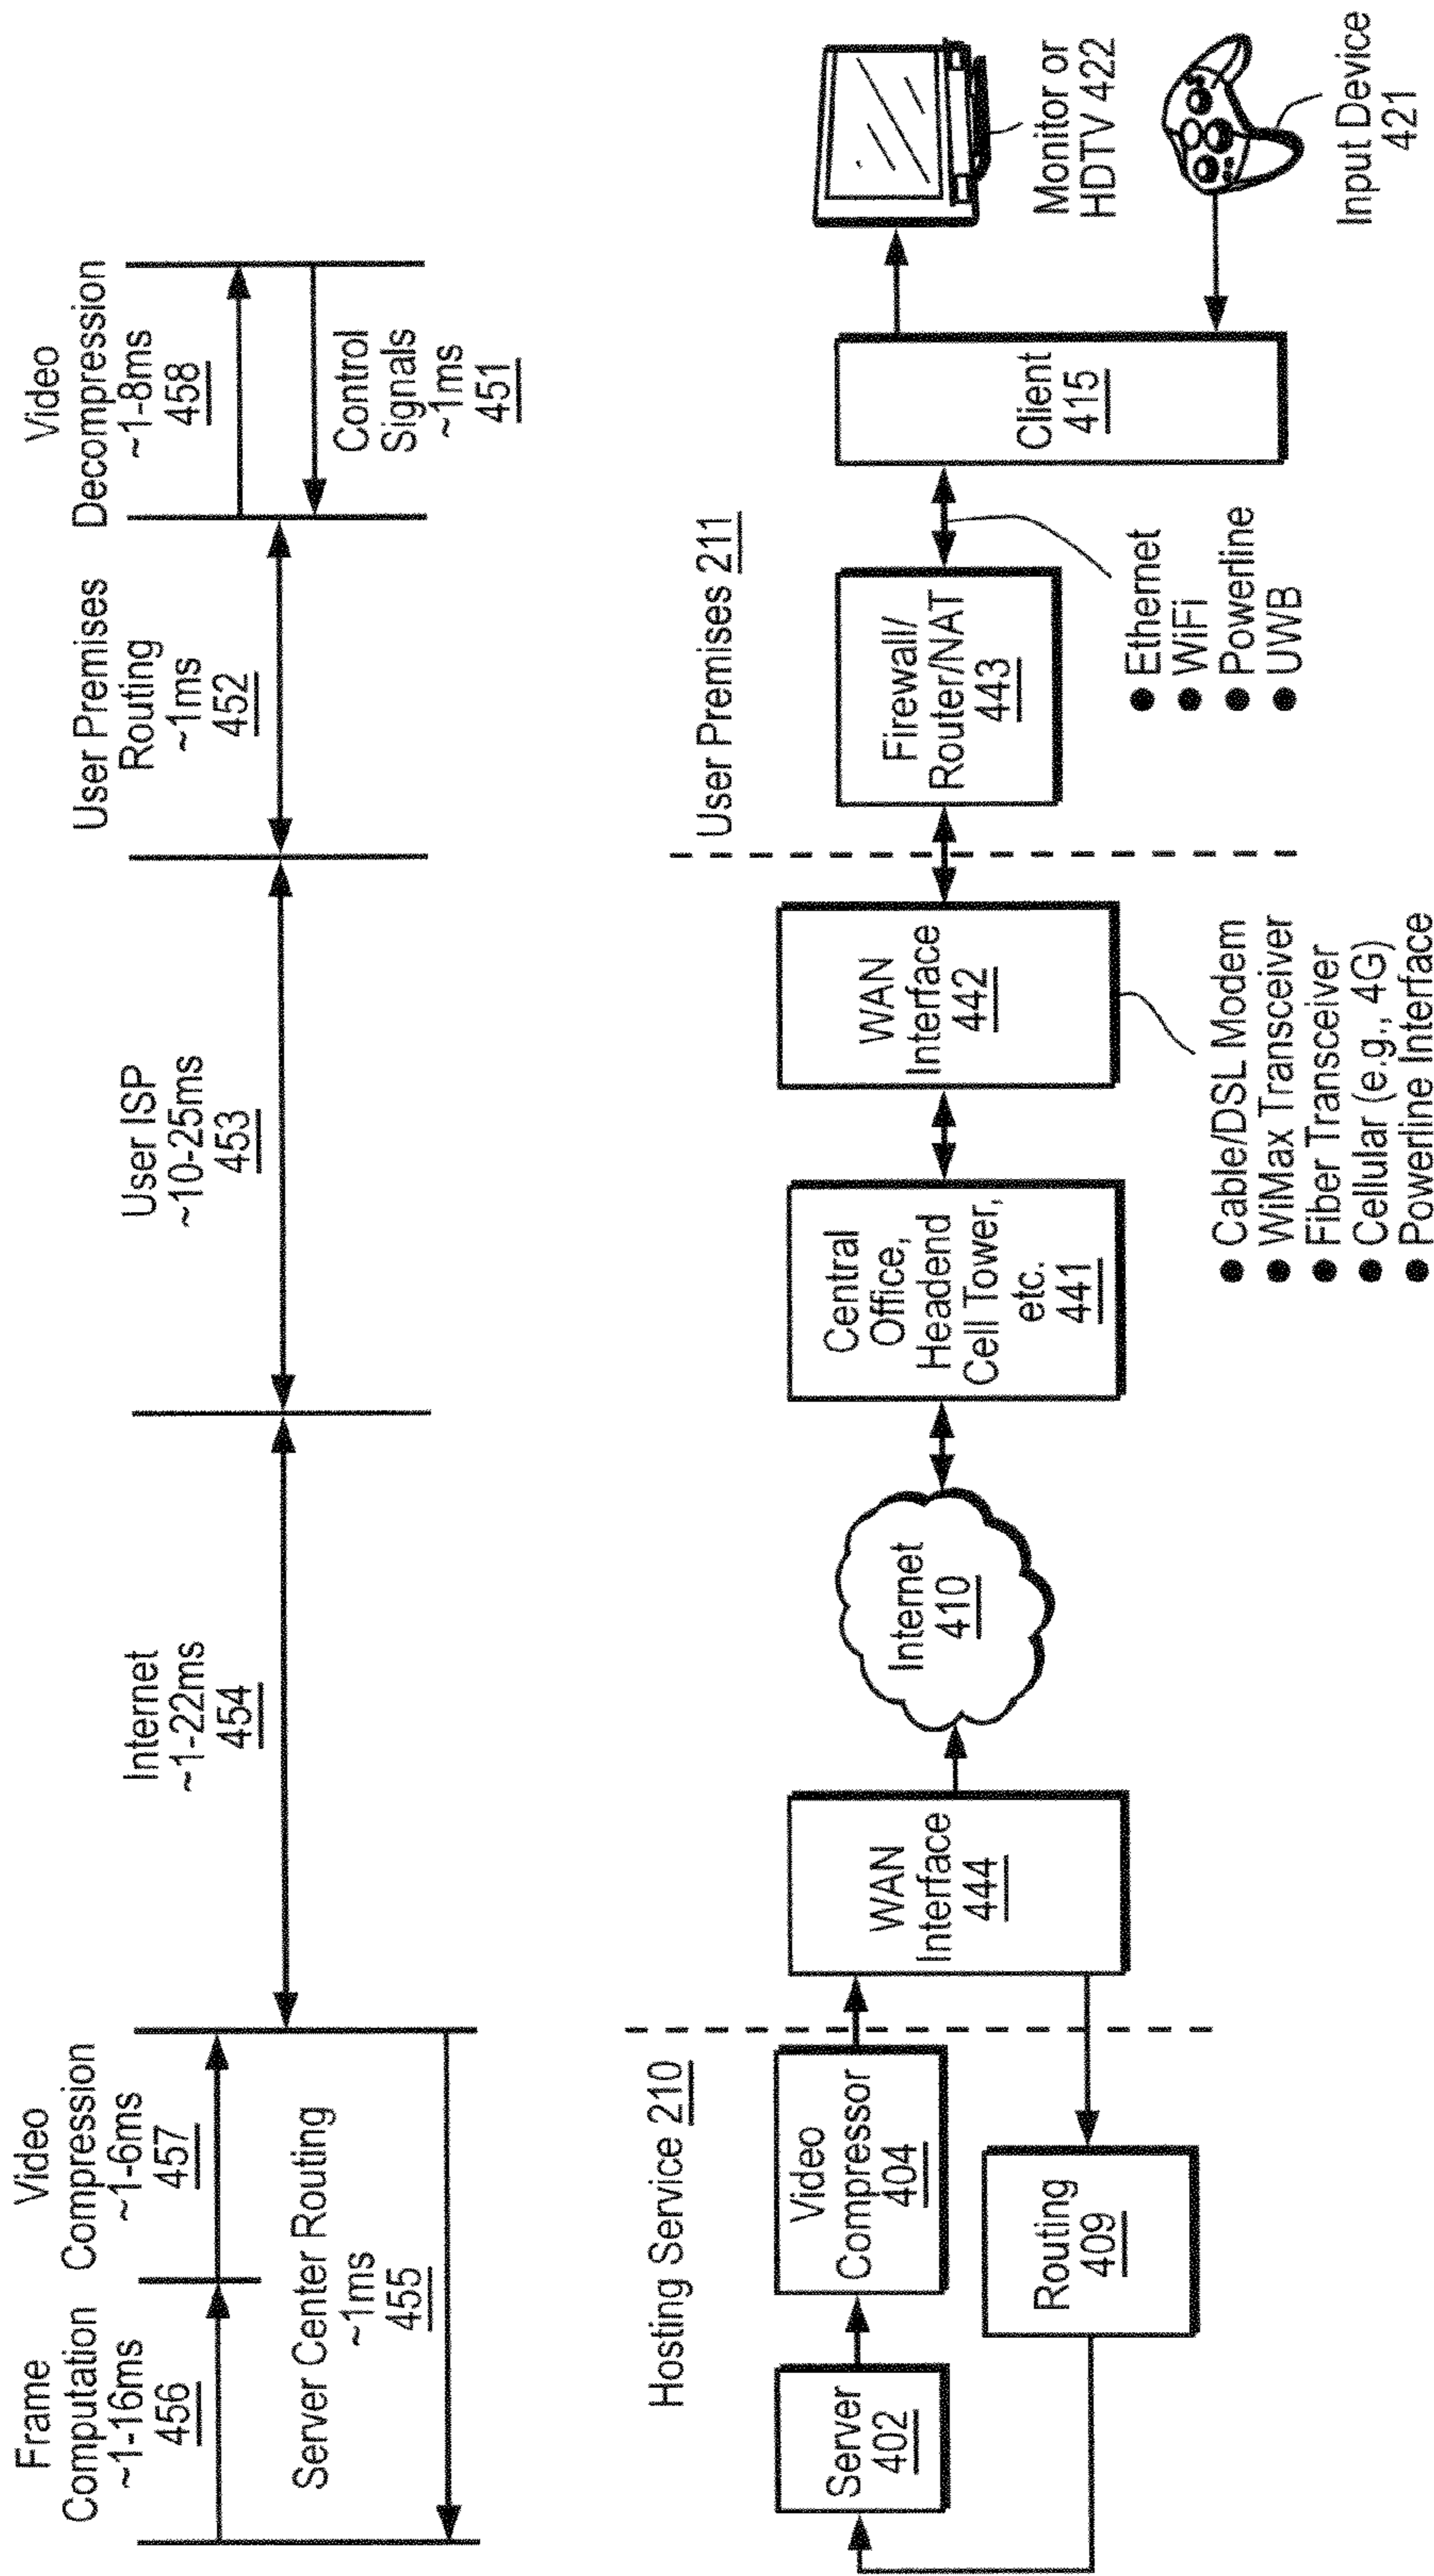 Frame
Computation
~1-16ms
456
Video
Compression
~1-6ms
457
Server Center Routing
~1ms
455
Internet
~1-22ms
454
User ISP
~10-25ms
453
User Premises
Routing
~1ms
452
Video
Decompression
~1-8ms
458
Control
Signals
~1ms
451
Hosting Service 210
Server
402
Video
Compressor
404
Routing
409
WAN
Interface
444
Internet
410
Central
Office,
Headend
Cell Tower,
etc.
441
WAN
Interface
442
● Cable/DSL Modem
● WiMax Transceiver
● Fiber Transceiver
● Cellular (e.g., 4G)
● Powerline Interface
User Premises 211
Firewall/
Router/NAT
443
● Ethernet
● WiFi
● Powerline
● UWB
Client
415
Monitor or
HDTV 422
Input Device
421